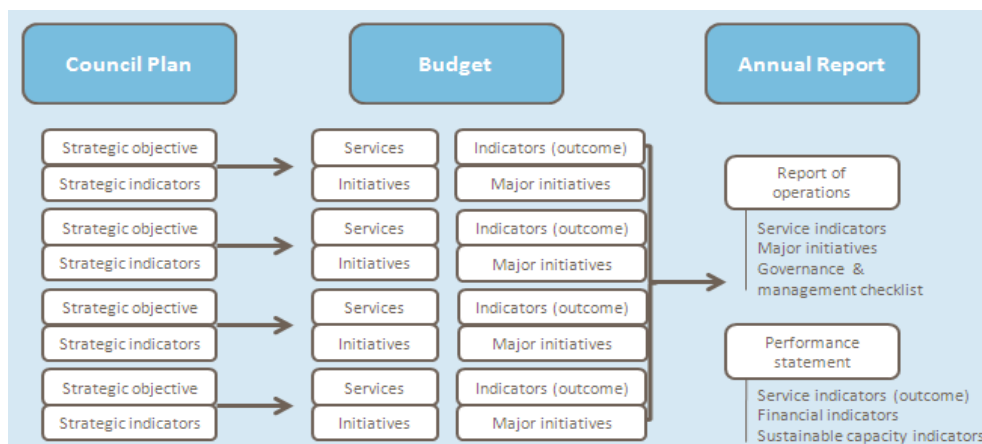 Council Plan
Budget
Annual Report
Strategic objective
Strategic indicators
Services
Initiatives
Indicators (outcome)
Major initiatives
Strategic objective
Strategic indicators
Services
Initiatives
Indicators (outcome)
Major initiatives
Strategic objective
Strategic indicators
Services
Initiatives
Indicators (outcome)
Major initiatives
Strategic objective
Strategic indicators
Services
Initiatives
Indicators (outcome)
Major initiatives
Report of
operations
Service indicators
Major initiatives
Governance &
management checklist
Performance
statement
Service indicators (outcome)
Financial indicators
Sustainable capacity indicators